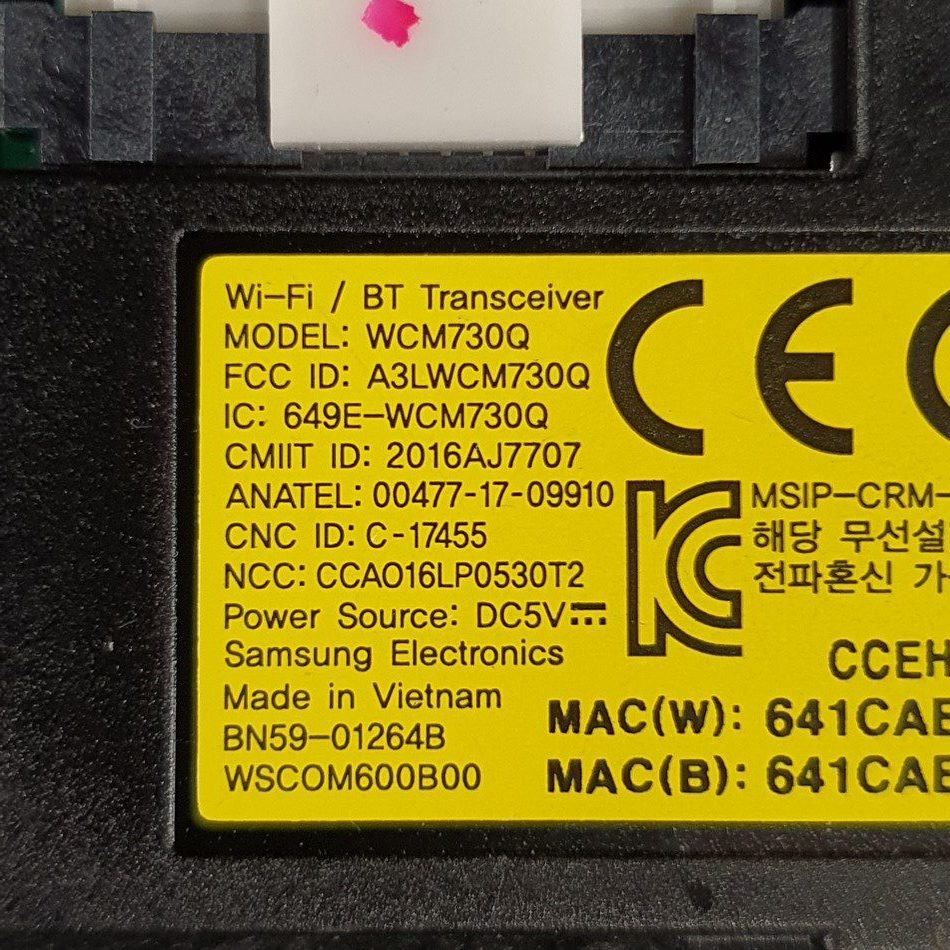 Wi-Fi / BT Transceiver
MODEL: WCM730Q
FCC ID: A3LWCM730Q
IC: 649E-WCM730Q
CMIIT ID: 2016AJ7707
ANATEL: 00477-17-09910
CNC ID: C-17455
NCC: CCAO16LP0530T2
Power Source: DC5V
Samsung Electronics
Made in Vietnam
BN59-01264B
WSCOM600B00
CE
MSIP-CRM-
해당 무선설
전파혼신 가
CCEH
MAC(W): 641CAE
MAC(B): 641CAE